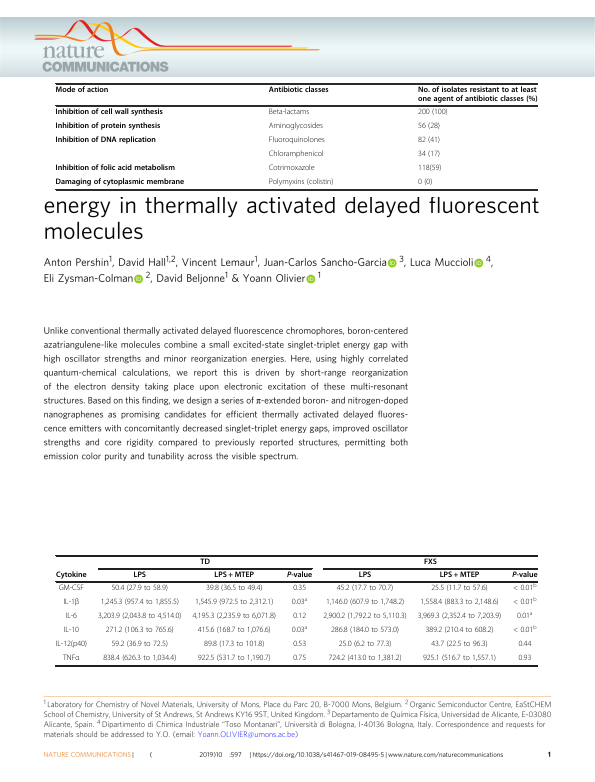 nature
COMMUNICATIONS
Mode of action Antibiotic classes No. of isolates resistant to at least
one agent of antibiotic classes (%)
Inhibition of cell wall synthesis Beta-lactams 200 (100)
Inhibition of protein synthesis Aminoglycosides 56 (28)
Inhibition of DNA replication Fluoroquinolones 82 (41)
Chloramphenicol 34 (17)
Inhibition of folic acid metabolism Cotrimoxazole 118(59)
Damaging of cytoplasmic membrane Polymyxins (colistin) 0 (0)
energy in thermally activated delayed fluorescent
molecules
Anton Pershin1, David Hall1,2, Vincent Lemaur1, Juan-Carlos Sancho-Garcia 3, Luca Muccioli 4,
Eli Zysman-Colman 2, David Beljonne1 & Yoann Olivier 1
Unlike conventional thermally activated delayed fluorescence chromophores, boron-centered
azatriangulene-like molecules combine a small excited-state singlet-triplet energy gap with
high oscillator strengths and minor reorganization energies. Here, using highly correlated
quantum-chemical calculations, we report this is driven by short-range reorganization
of the electron density taking place upon electronic excitation of these multi-resonant
structures. Based on this finding, we design a series of π-extended boron- and nitrogen-doped
nanographenes as promising candidates for efficient thermally activated delayed fluores-
cence emitters with concomitantly decreased singlet-triplet energy gaps, improved oscillator
strengths and core rigidity compared to previously reported structures, permitting both
emission color purity and tunability across the visible spectrum.
TD FXS
Cytokine LPS LPS + MTEP P-value LPS LPS + MTEP P-value
GM-CSF 50.4 (27.9 to 58.9) 39.8 (36.5 to 49.4) 0.35 45.2 (17.7 to 70.7) 25.5 (11.7 to 57.6) < 0.01b
IL-1β 1,245.3 (957.4 to 1,855.5) 1,545.9 (972.5 to 2,312.1) 0.03a 1,146.0 (607.9 to 1,748.2) 1,558.4 (883.3 to 2,148.6) < 0.01b
IL-6 3,203.9 (2,043.8 to 4,514.0) 4,195.3 (2,235.9 to 6,071.8) 0.12 2,900.2 (1,792.2 to 5,110.3) 3,969.3 (2,352.4 to 7,203.9) 0.01a
IL-10 271.2 (106.3 to 765.6) 415.6 (168.7 to 1,076.6) 0.03a 286.8 (184.0 to 573.0) 389.2 (210.4 to 608.2) < 0.01b
IL-12(p40) 59.2 (36.9 to 72.5) 89.8 (17.3 to 101.8) 0.53 25.0 (6.2 to 77.3) 43.7 (22.5 to 96.3) 0.44
TNFα 838.4 (626.3 to 1,034.4) 922.5 (531.7 to 1,190.7) 0.75 724.2 (413.0 to 1,381.2) 925.1 (516.7 to 1,557.1) 0.93
1 Laboratory for Chemistry of Novel Materials, University of Mons, Place du Parc 20, B-7000 Mons, Belgium. 2 Organic Semiconductor Centre, EaStCHEM
School of Chemistry, University of St Andrews, St Andrews KY16 9ST, United Kingdom. 3 Departamento de Química Física, Universidad de Alicante, E-03080
Alicante, Spain. 4 Dipartimento di Chimica Industriale "Toso Montanari", Università di Bologna, I-40136 Bologna, Italy. Correspondence and requests for
materials should be addressed to Y.O. (email: Yoann.OLIVIER@umons.ac.be)
NATURE COMMUNICATIONS | ( 2019)10 :597 | https://doi.org/10.1038/s41467-019-08495-5 | www.nature.com/naturecommunications 1